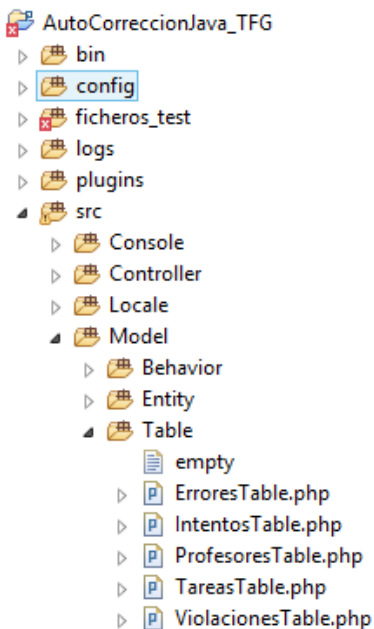 AutoCorreccionJava_TFG
bin
config
ficheros_test
logs
plugins
src
Console
Controller
Locale
Model
Behavior
Entity
Table
empty
ErroresTable.php
IntentosTable.php
ProfesoresTable.php
TareasTable.php
ViolacionesTable.php